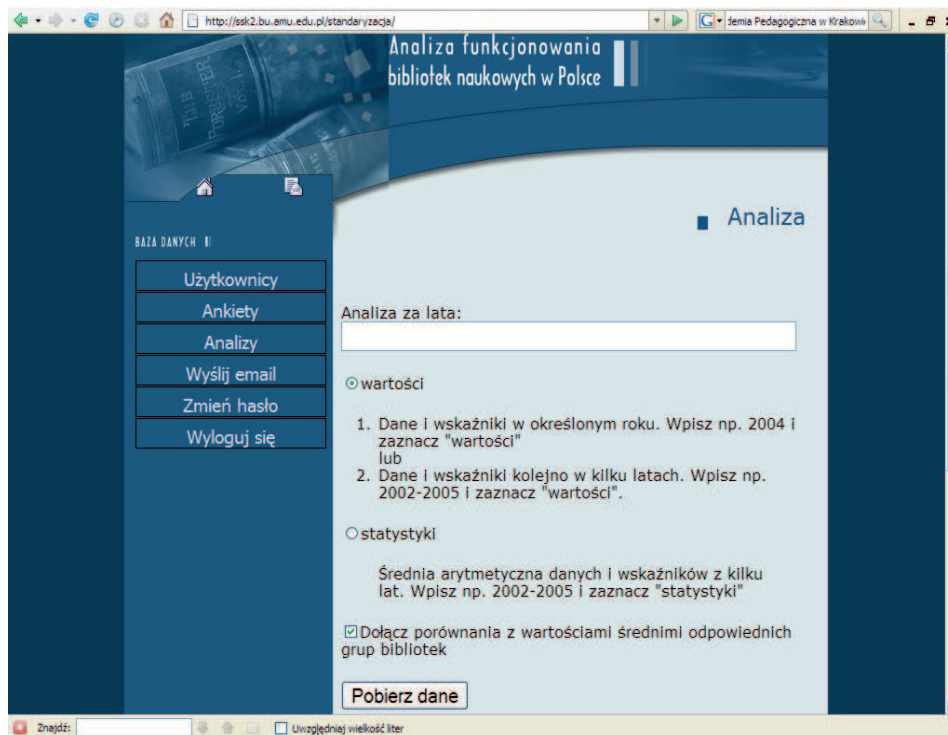 http://ssk2.bu.amu.edu.pl/standaryzacja/
demia Pedagogiczna w Krakowi
Analiza funkcjonowania
bibliotek naukowych w Polsce
Analiza
BAZA DANYCH
Użytkownicy
Ankiety
Analizy
Wyślij email
Zmień hasło
Wyloguj się
Analiza za lata:
wartości
1. Dane i wskaźniki w określonym roku. Wpisz np. 2004 i
zaznacz "wartości"
lub
2. Dane i wskaźniki kolejno w kilku latach. Wpisz np.
2002-2005 i zaznacz "wartości".
statystyki
Średnia arytmetyczna danych i wskaźników z kilku
lat. Wpisz np. 2002-2005 i zaznacz "statystyki"
Dołącz porównania z wartościami średnimi odpowiednich
grup bibliotek
Pobierz dane
Znajdź:
Uwzględniaj wielkość liter